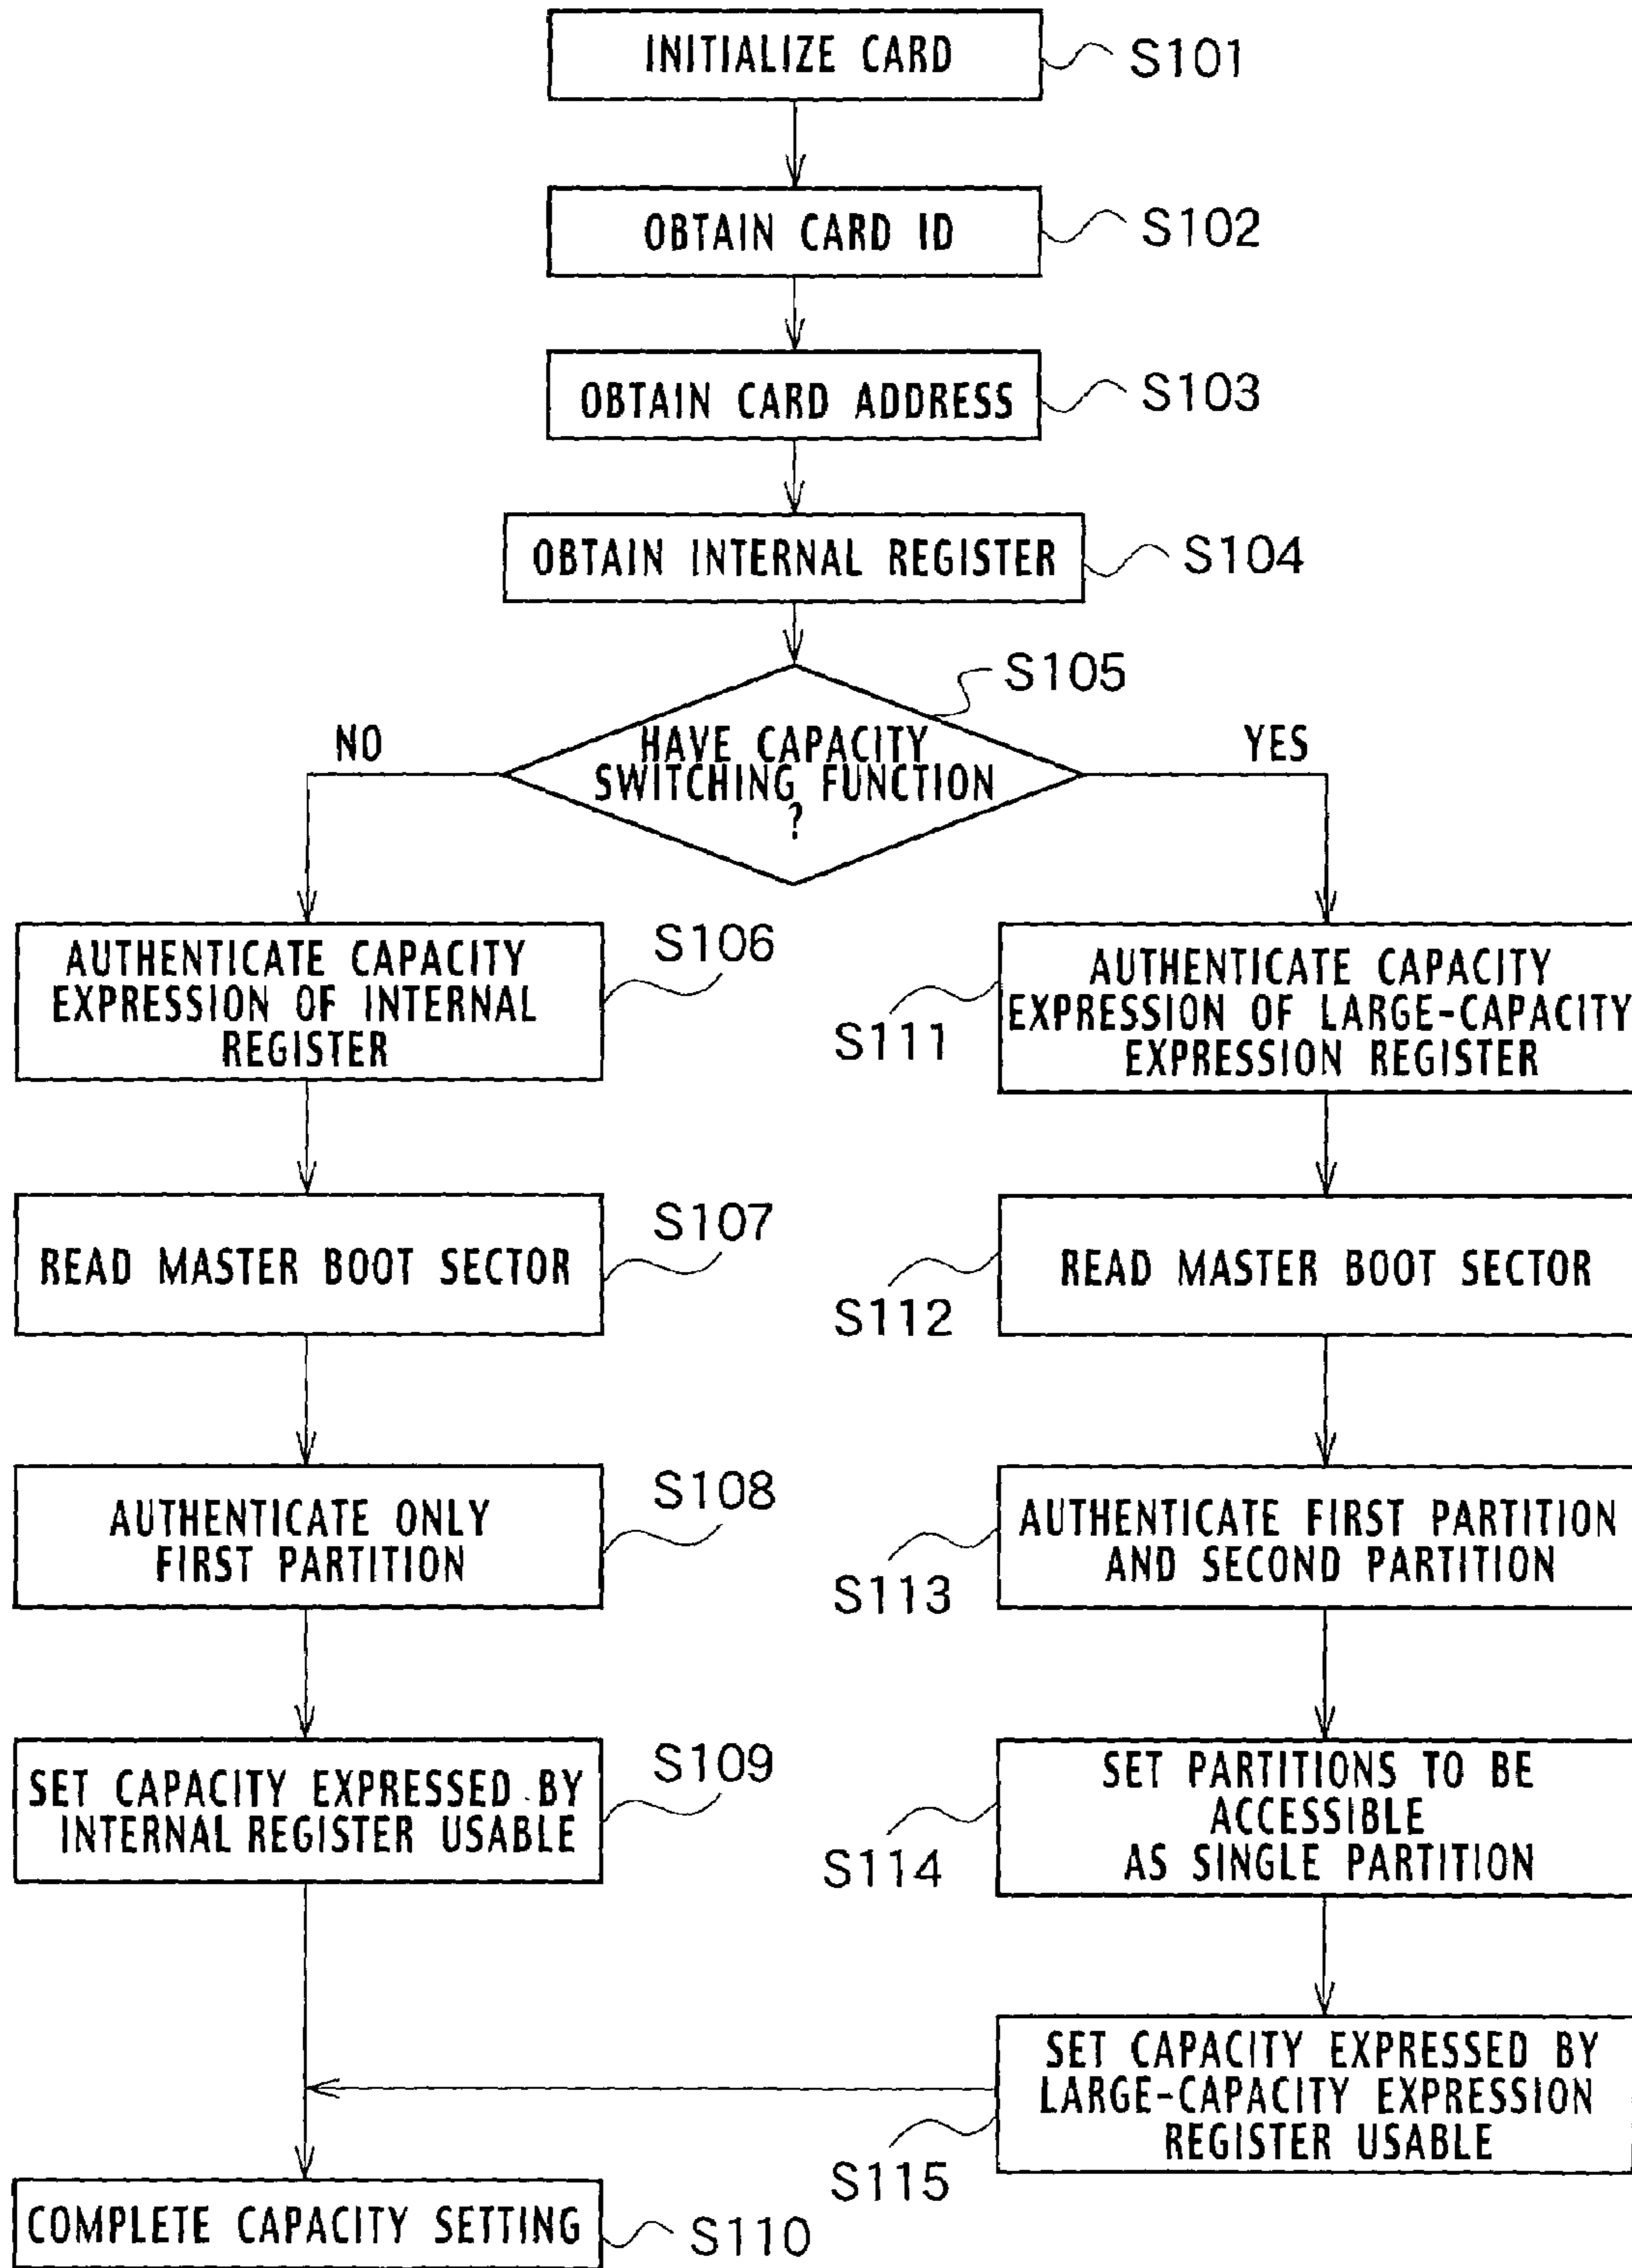 INITIALIZE CARD
S101
OBTAIN CARD ID
S102
OBTAIN CARD ADDRESS
S103
OBTAIN INTERNAL REGISTER
S104
S105
HAVE CAPACITY
SWITCHING FUNCTION
?
NO
YES
AUTHENTICATE CAPACITY
EXPRESSION OF INTERNAL
REGISTER
S106
READ MASTER BOOT SECTOR
S107
AUTHENTICATE ONLY
FIRST PARTITION
S108
SET CAPACITY EXPRESSED BY
INTERNAL REGISTER USABLE
S109
AUTHENTICATE CAPACITY
EXPRESSION OF LARGE-CAPACITY
EXPRESSION REGISTER
S111
READ MASTER BOOT SECTOR
S112
AUTHENTICATE FIRST PARTITION
AND SECOND PARTITION
S113
SET PARTITIONS TO BE
ACCESSIBLE
AS SINGLE PARTITION
S114
SET CAPACITY EXPRESSED BY
LARGE-CAPACITY EXPRESSION
REGISTER USABLE
S115
COMPLETE CAPACITY SETTING
S110